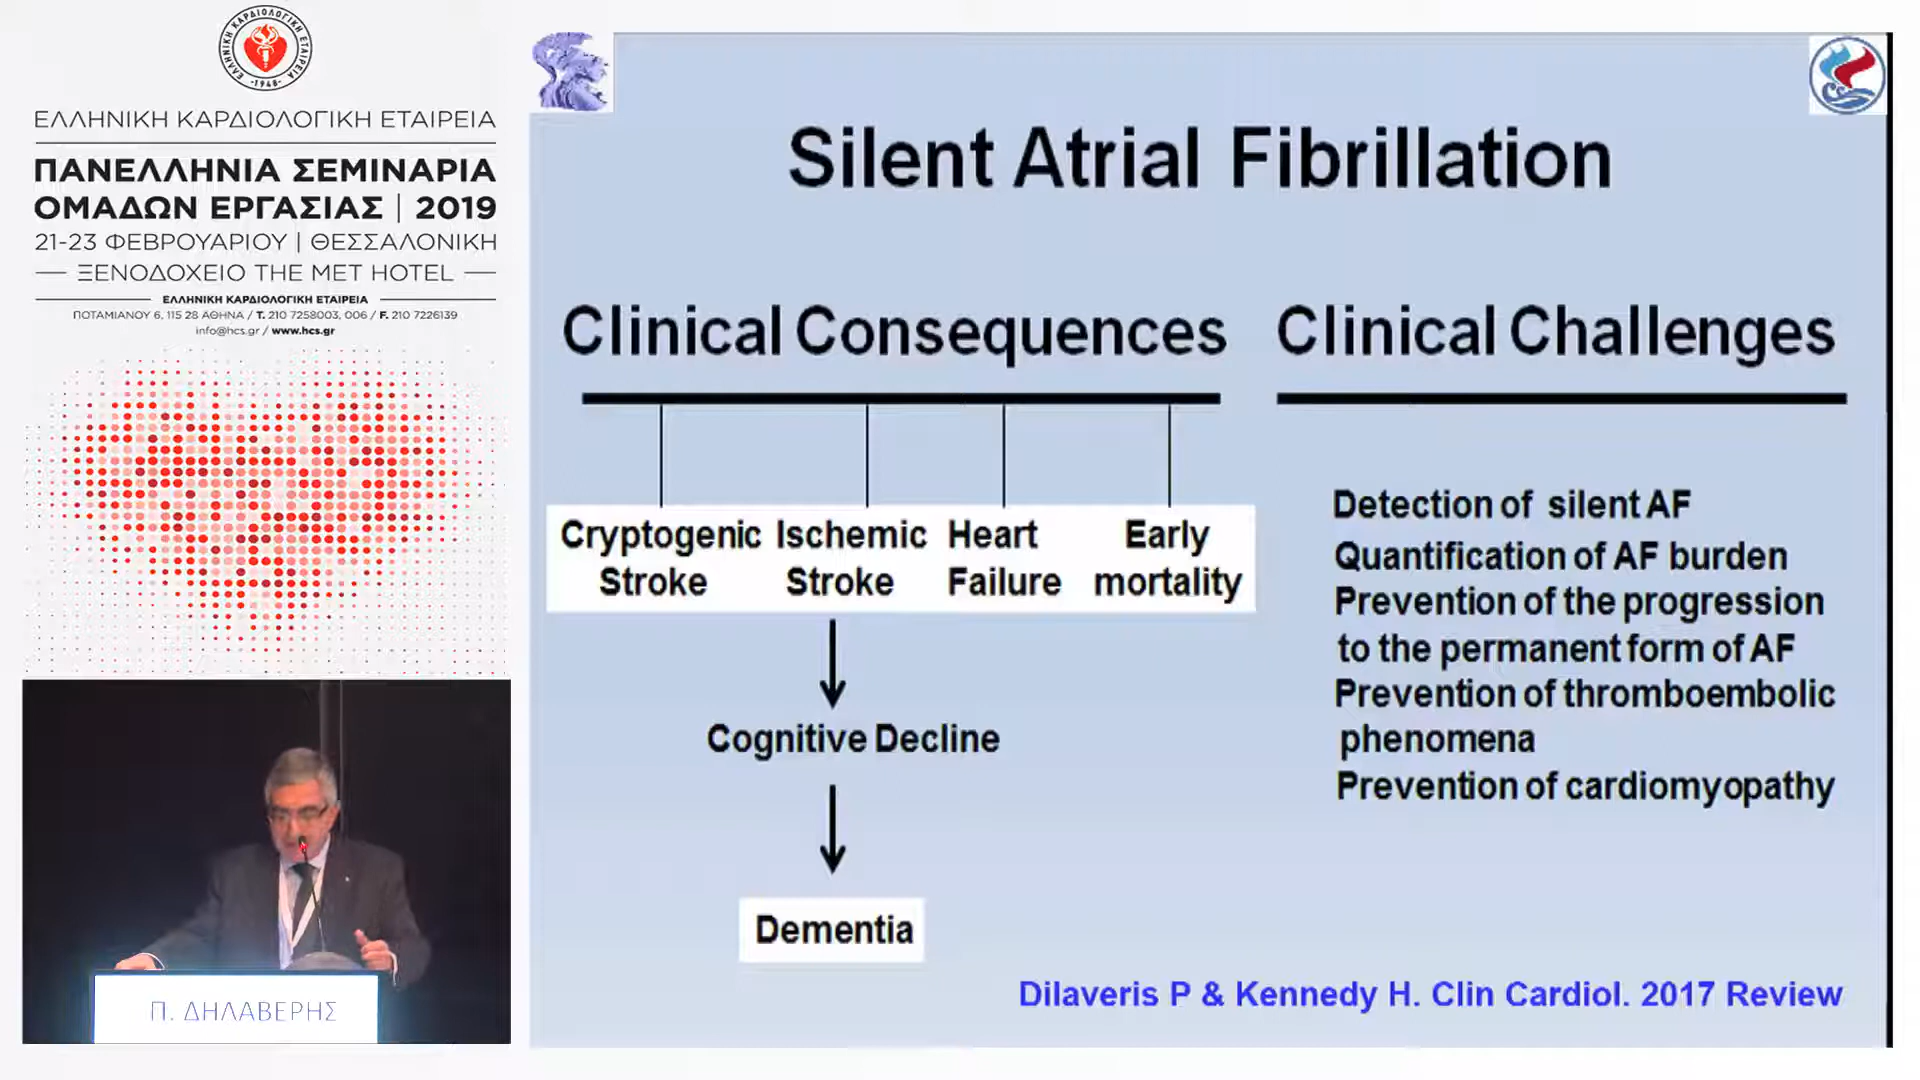 ΕΛΛΗΝΙΚΗ ΚΑΡΔΙΟΛΟΓΙΚΗ ΕΤΑΙΡΕΙΑ
·1948·
ΕΛΛΗΝΙΚΗ ΚΑΡΔΙΟΛΟΓΙΚΗ ΕΤΑΙΡΕΙΑ
ΠΑΝΕΛΛΗΝΙΑ ΣΕΜΙΝΑΡΙΑ
ΟΜΑΔΩΝ ΕΡΓΑΣΙΑΣ | 2019
21-23 ΦΕΒΡΟΥΑΡΙΟΥ | ΘΕΣΣΑΛΟΝΙΚΗ
ΞΕΝΟΔΟΧΕΙΟ THE MET HOTEL
ΕΛΛΗΝΙΚΗ ΚΑΡΔΙΟΛΟΓΙΚΗ ΕΤΑΙΡΕΙΑ
ΠΟΤΑΜΙΑΝΟΥ 6, 115 28 ΑΘΗΝΑ / T. 210 7258003, 006 / F. 210 7226139
info@hcs.gr / www.hcs.gr
Π. ΔΗΛΑΒΕΡΗΣ
Silent Atrial Fibrillation
Clinical Consequences
Cryptogenic Ischemic Heart Early
Stroke Stroke Failure mortality
Cognitive Decline
Dementia
Clinical Challenges
Detection of silent AF
Quantification of AF burden
Prevention of the progression
to the permanent form of AF
Prevention of thromboembolic
phenomena
Prevention of cardiomyopathy
Dilaveris P & Kennedy H. Clin Cardiol. 2017 Review